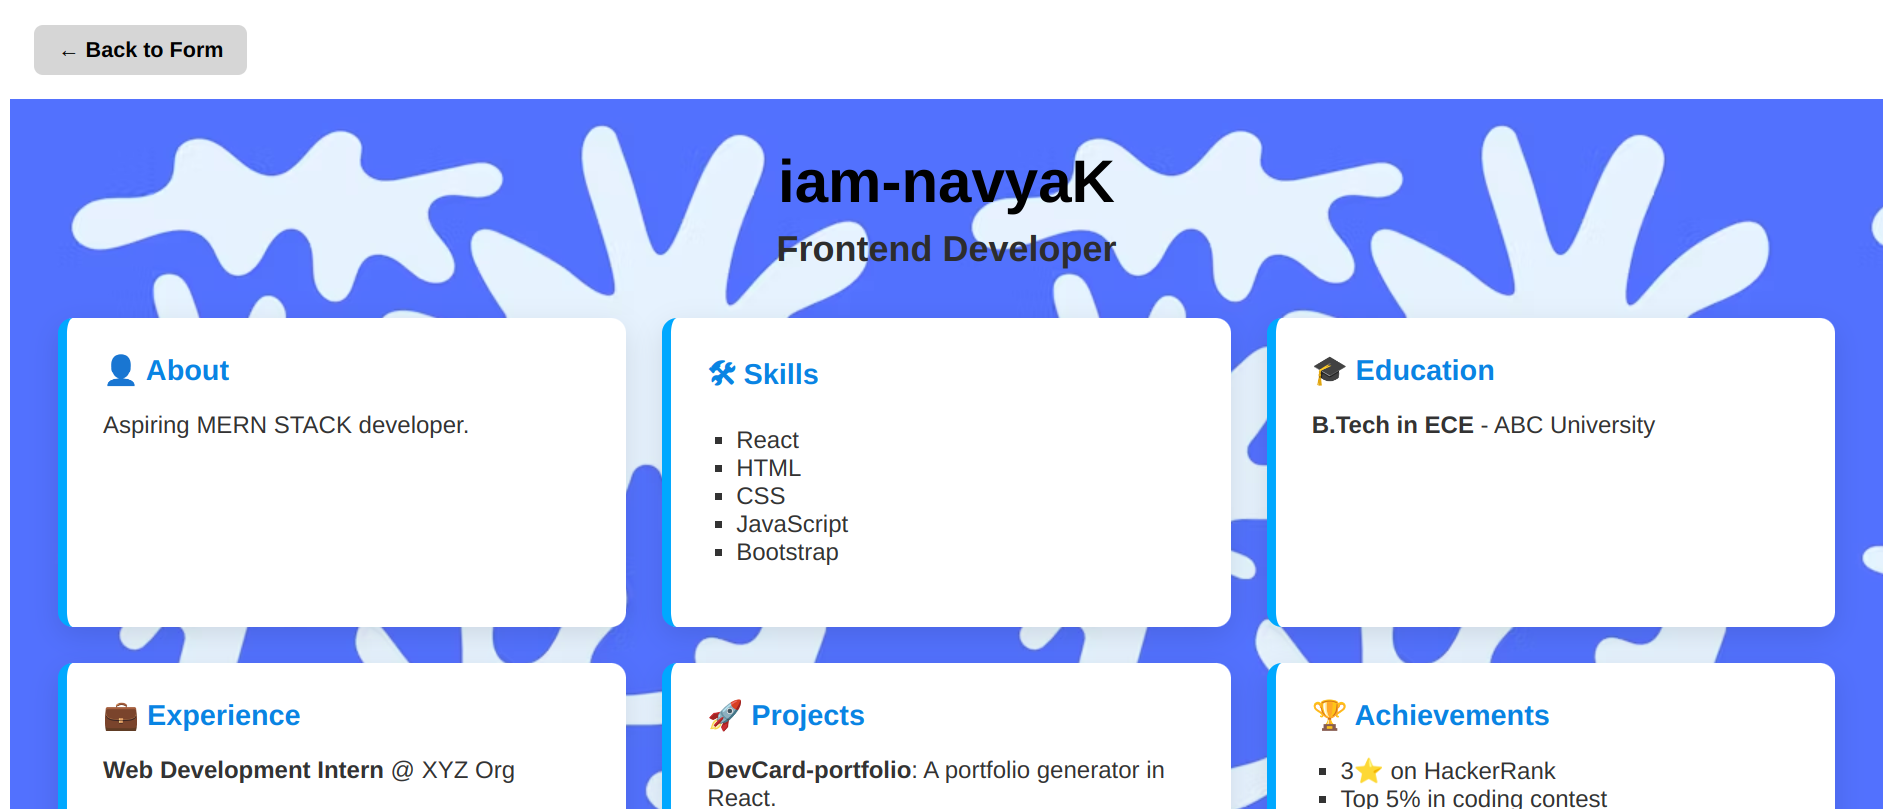 ← Back to Form
iam-navyaK
Frontend Developer
👤 About
Aspiring MERN STACK developer.
🛠 Skills
▪ React
▪ HTML
▪ CSS
▪ JavaScript
▪ Bootstrap
🎓 Education
B.Tech in ECE - ABC University
💼 Experience
Web Development Intern @ XYZ Org
🚀 Projects
DevCard-portfolio: A portfolio generator in
React.
🏆 Achievements
▪ 3⭐ on HackerRank
▪ Top 5% in coding contest